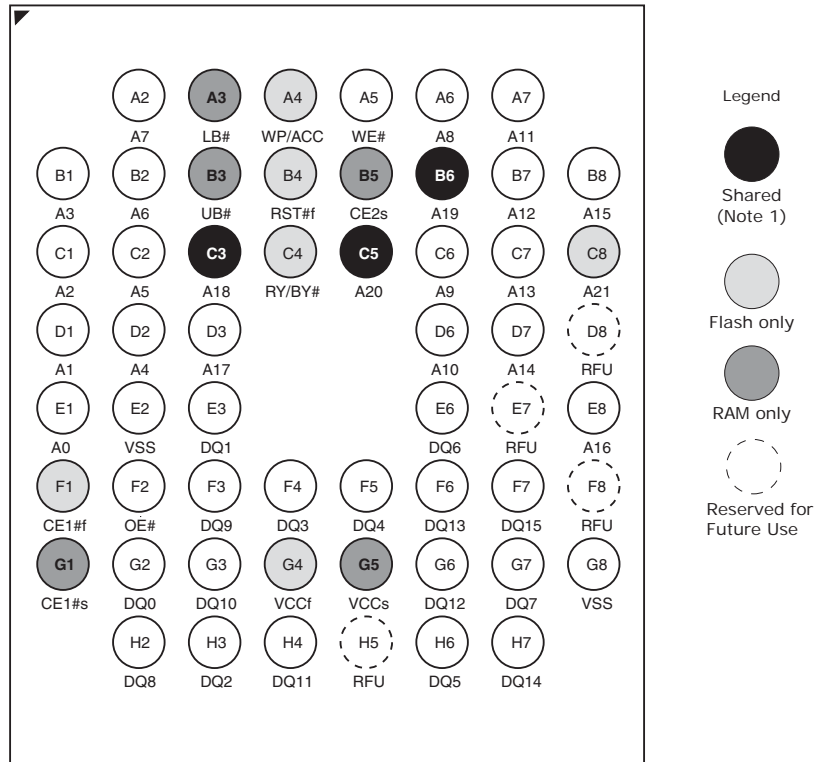 A2 A3 A4 A5 A6 A7
A7 LB# WP/ACC WE# A8 A11
B1 B2 B3 B4 B5 B6 B7 B8
A3 A6 UB# RST#f CE2s A19 A12 A15
C1 C2 C3 C4 C5 C6 C7 C8
A2 A5 A18 RY/BY# A20 A9 A13 A21
D1 D2 D3 D6 D7 D8
A1 A4 A17 A10 A14 RFU
E1 E2 E3 E6 E7 E8
A0 VSS DQ1 DQ6 RFU A16
F1 F2 F3 F4 F5 F6 F7 F8
CE1#f OE# DQ9 DQ3 DQ4 DQ13 DQ15 RFU
G1 G2 G3 G4 G5 G6 G7 G8
CE1#s DQ0 DQ10 VCCf VCCs DQ12 DQ7 VSS
H2 H3 H4 H5 H6 H7
DQ8 DQ2 DQ11 RFU DQ5 DQ14
Legend
Shared
(Note 1)
Flash only
RAM only
Reserved for
Future Use